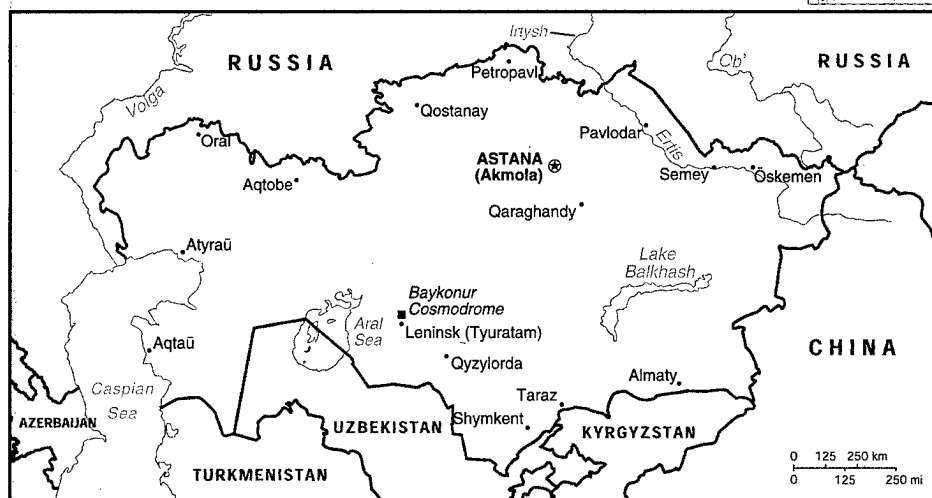 Irtysh
Ob'
RUSSIA
RUSSIA
Petropavl
Volga
Qostanay
Pavlodar
Oral
Ertis
ASTANA
(Akmola)
Semey
Öskemen
Aqtobe
Qaraghandy
Atyraū
Lake
Balkhash
Baykonur
Cosmodrome
Aral
Sea
Leninsk (Tyuratam)
Aqtaū
CHINA
Qyzylorda
Caspian
Sea
Almaty
Taraz
AZERBAIJAN
UZBEKISTAN
Shymkent
KYRGYZSTAN
TURKMENISTAN
0 125 250 km
0 125 250 mi